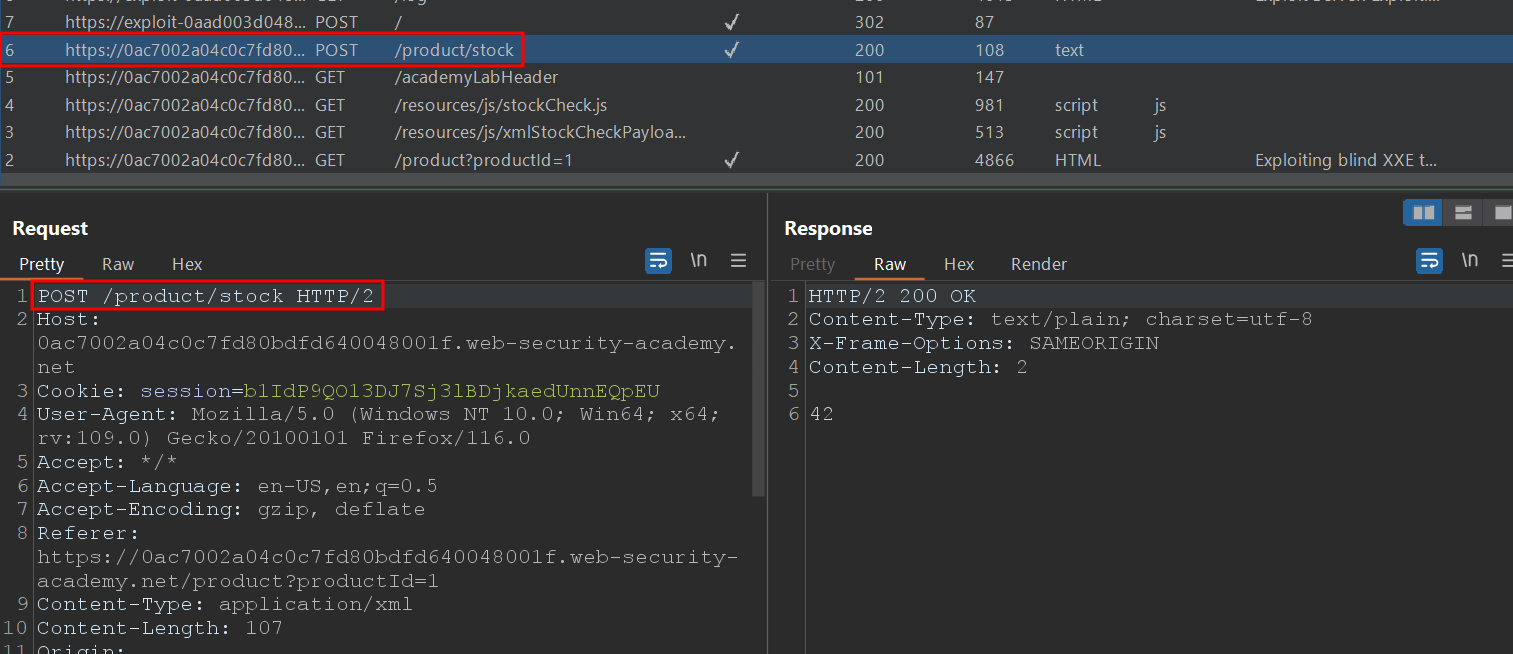 7 https://exploit-0aad003d048... POST / ✓ 302 87
6 https://0ac7002a04c0c7fd80... POST /product/stock ✓ 200 108 text
5 https://0ac7002a04c0c7fd80... GET /academyLabHeader 101 147
4 https://0ac7002a04c0c7fd80... GET /resources/js/stockCheck.js 200 981 script js
3 https://0ac7002a04c0c7fd80... GET /resources/js/xmlStockCheckPayloa... 200 513 script js
2 https://0ac7002a04c0c7fd80... GET /product?productId=1 ✓ 200 4866 HTML Exploiting blind XXE t...
Request
Pretty Raw Hex \n
1 POST /product/stock HTTP/2
2 Host:
0ac7002a04c0c7fd80bdfd640048001f.web-security-academy.
net
3 Cookie: session=b1IdP9QO13DJ7Sj3lBDjkaedUnnEQpEU
4 User-Agent: Mozilla/5.0 (Windows NT 10.0; Win64; x64;
rv:109.0) Gecko/20100101 Firefox/116.0
5 Accept: */*
6 Accept-Language: en-US,en;q=0.5
7 Accept-Encoding: gzip, deflate
8 Referer:
https://0ac7002a04c0c7fd80bdfd640048001f.web-security-
academy.net/product?productId=1
9 Content-Type: application/xml
10 Content-Length: 107
11 Origin:
Response
Pretty Raw Hex Render \n
1 HTTP/2 200 OK
2 Content-Type: text/plain; charset=utf-8
3 X-Frame-Options: SAMEORIGIN
4 Content-Length: 2
5
6 42